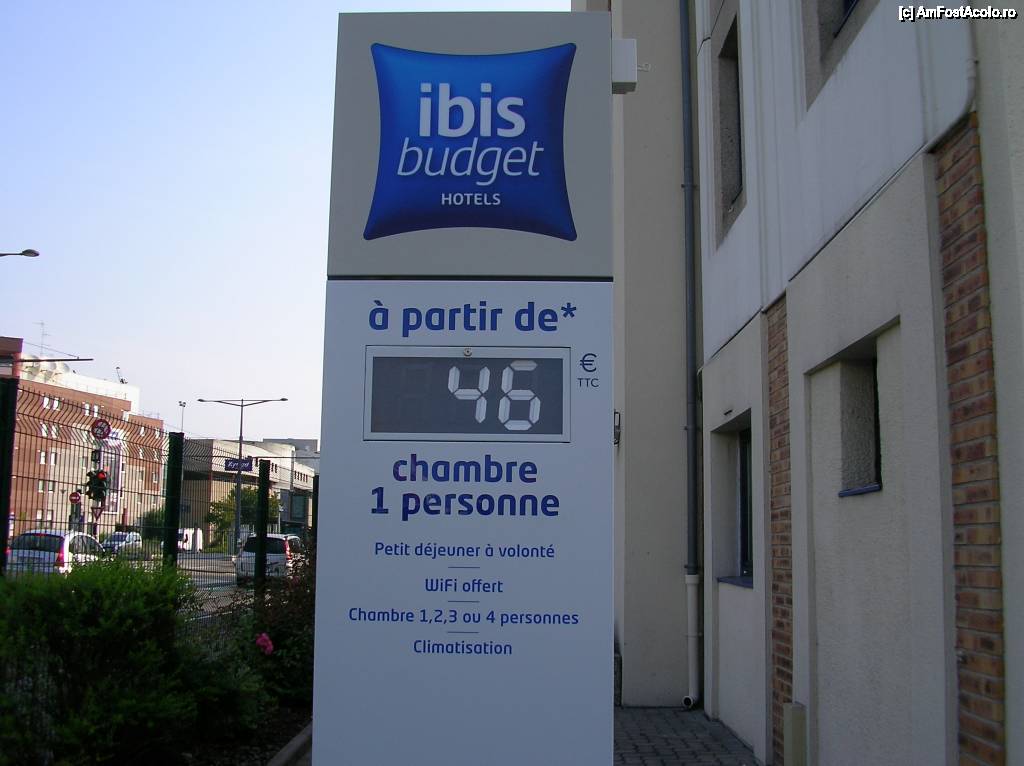 [c] AmFostAcolo.ro
ibis
budget
HOTELS
à partir de*
46 €
TTC
chambre
1 personne
Petit déjeuner à volonté
WiFi offert
Chambre 1,2,3 ou 4 personnes
Climatisation